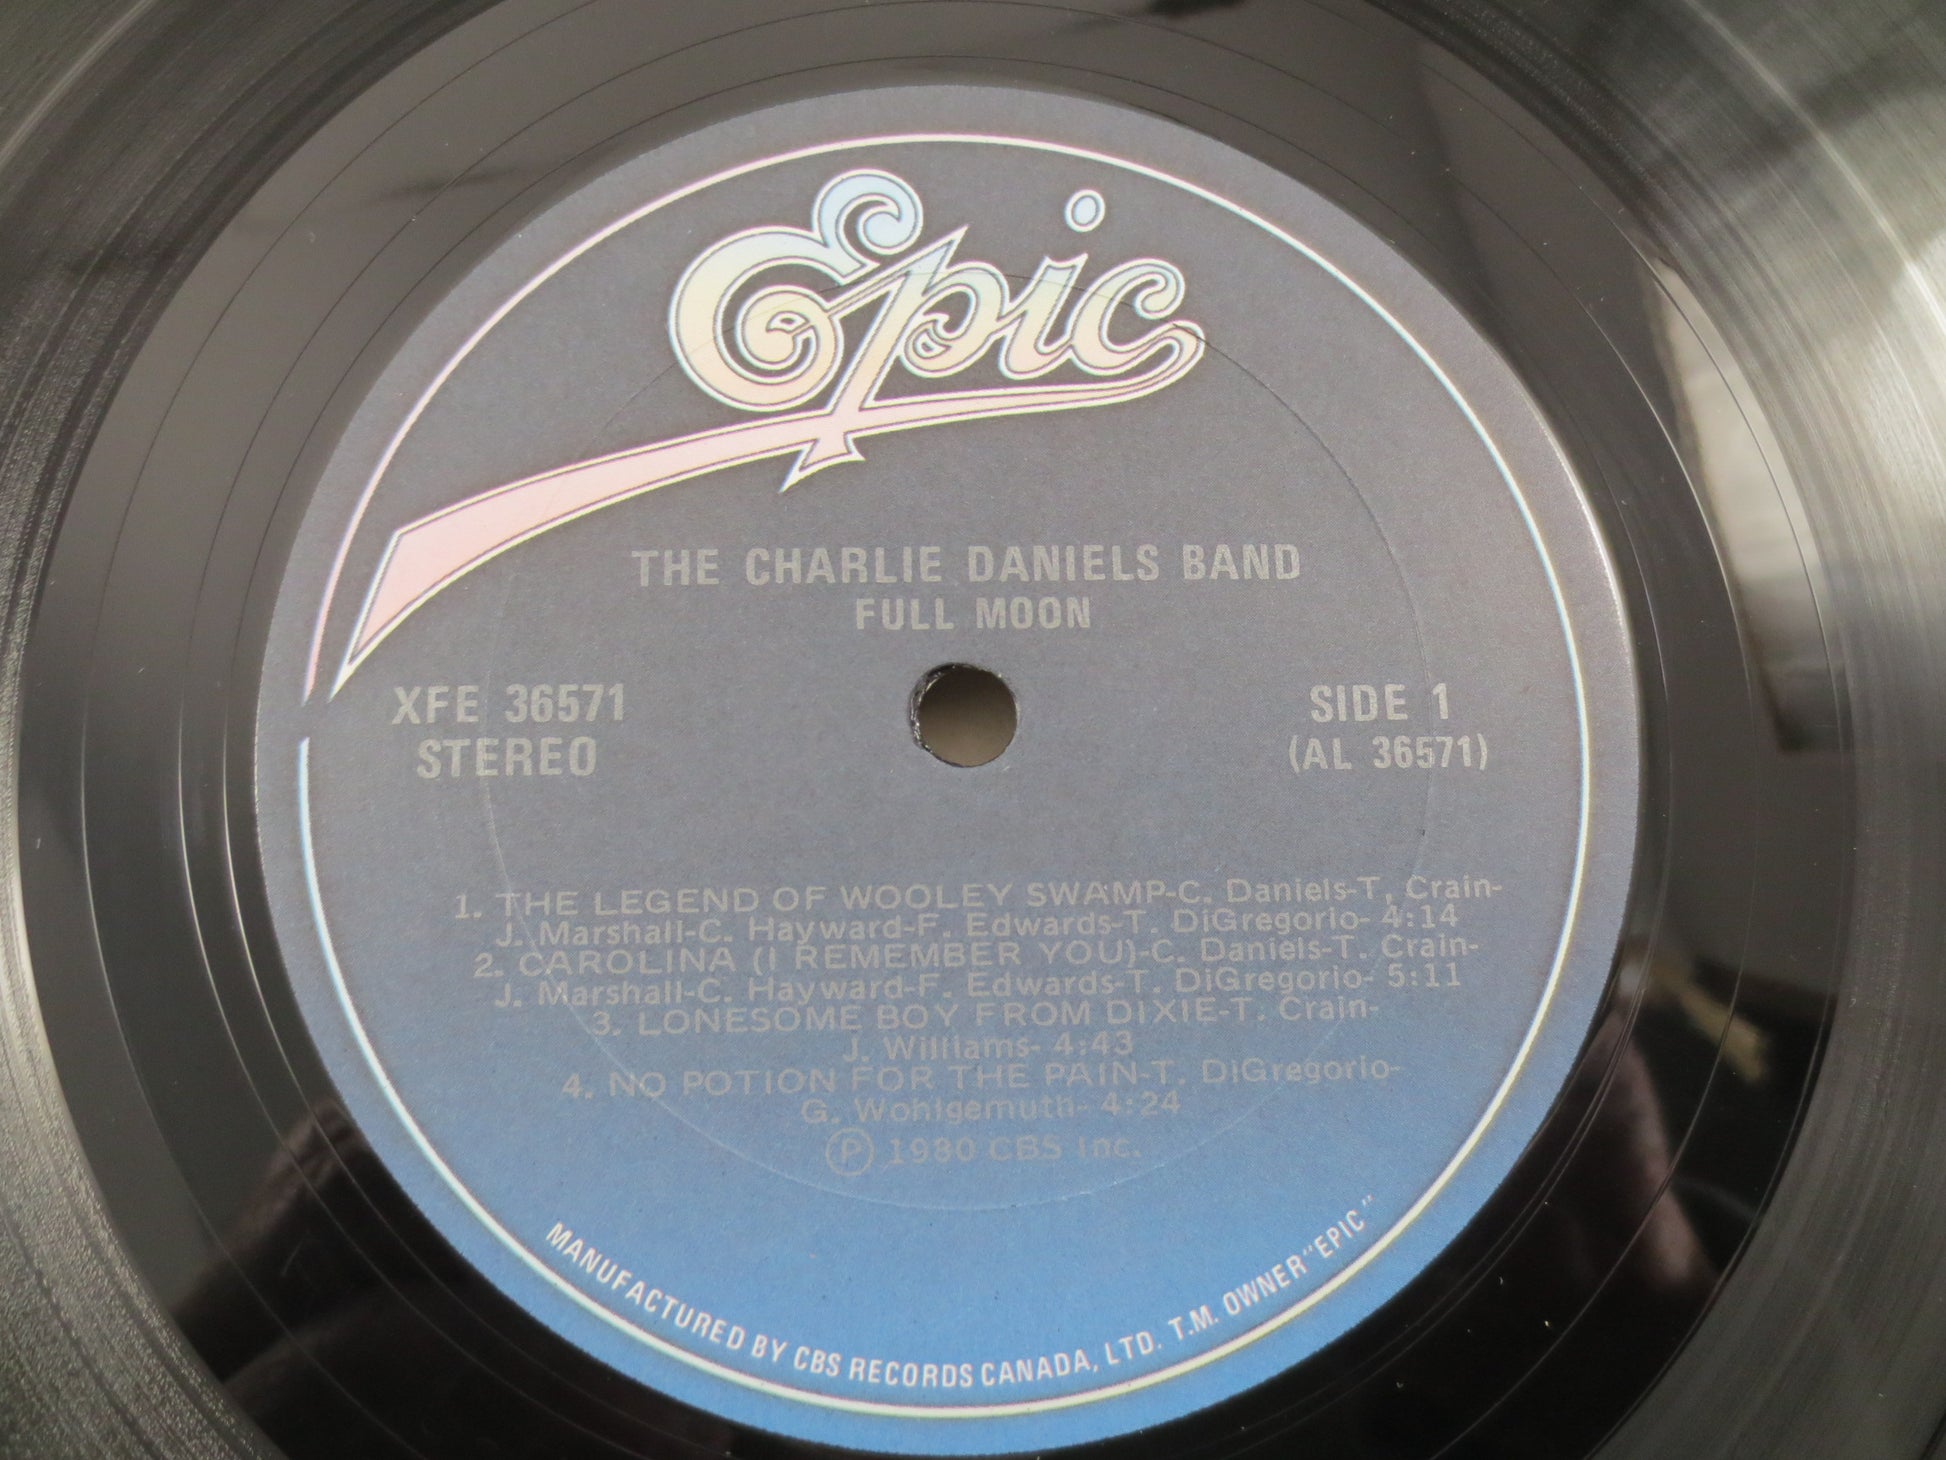 Epic
THE CHARLIE DANIELS BAND
FULL MOON
XFE 36571
STEREO
SIDE 1
(AL 36571)
1. THE LEGEND OF WOOLEY SWAMP-C. Daniels-T, Crain-
J. Marshall-C. Hayward-F. Edwards-T. DiGregorio- 4:14
2. CAROLINA (I REMEMBER YOU)-C. Daniels-T. Crain-
J. Marshall-C. Hayward-F. Edwards-T. DiGregorio- 5:11
3. LONESOME BOY FROM DIXIE-T. Crain-
J. Williams- 4:43
4. NO POTION FOR THE PAIN-T. DiGregorio-
G. Wohlgemuth- 4:24
Ⓟ 1980 CBS Inc.
MANUFACTURED BY CBS RECORDS CANADA, LTD. T.M. OWNER "EPIC"